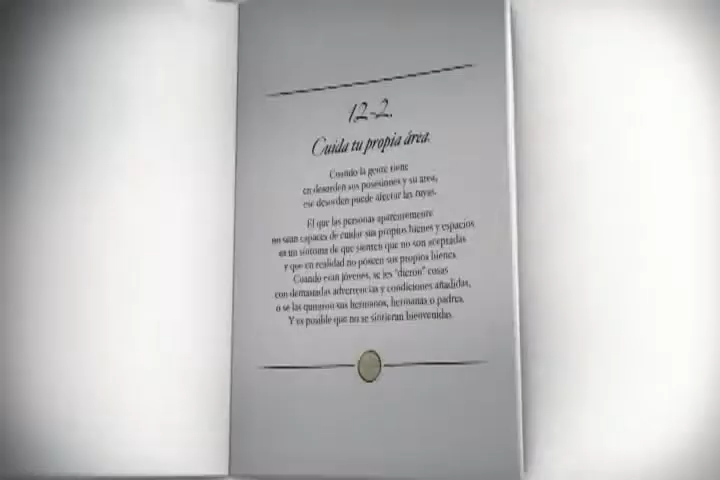 12-2.
Cuida tu propia área.
Cuando la gente tiene
en desorden sus posesiones y su área,
ese desorden puede afectar las tuyas.
El que las personas aparentemente
no sean capaces de cuidar sus propios bienes y espacios
es un síntoma de que sienten que no son aceptadas
y que en realidad no poseen sus propios bienes.
Cuando eran jóvenes, se les "dieron" cosas
con demasiadas advertencias y condiciones añadidas,
o se las quitaron sus hermanos, hermanas o padres.
Y es posible que no se sintieran bienvenidas.